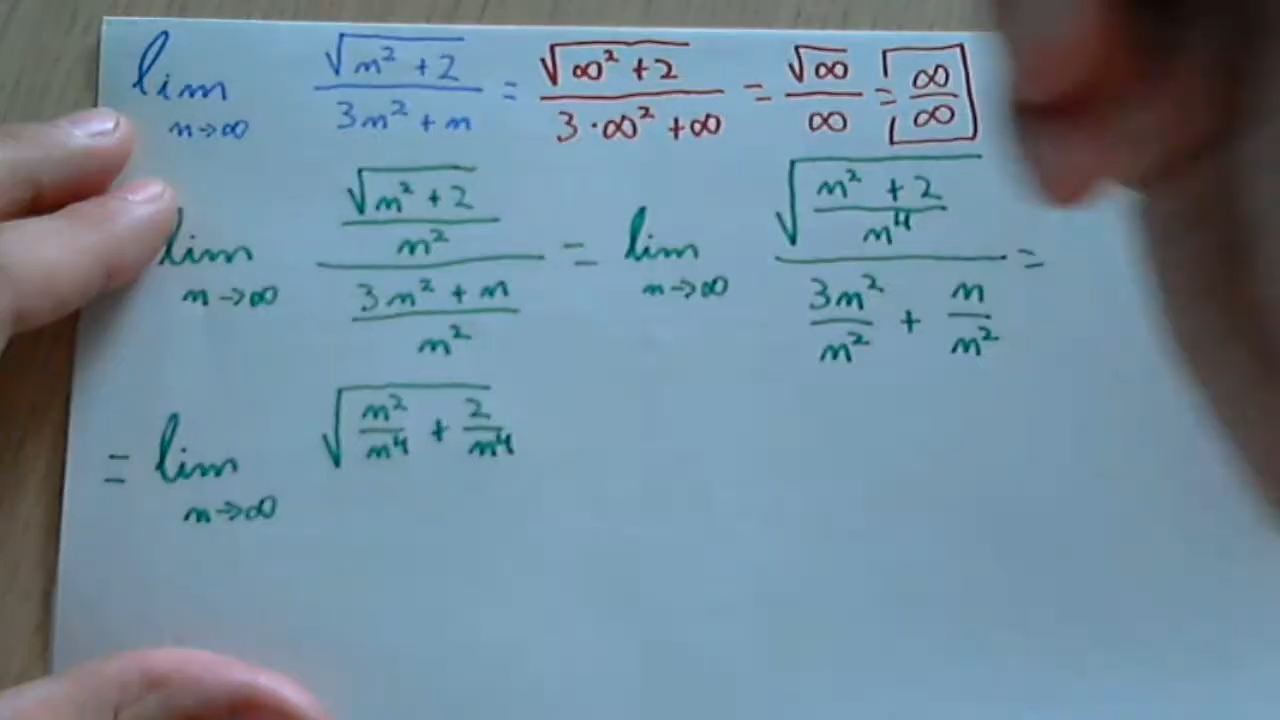 lim n→∞ √(n² + 2) / (3n² + n) = √(∞² + 2) / (3·∞² + ∞) = √∞ / ∞ = ∞ / ∞
lim n→∞ (√(n² + 2) / n²) / ((3n² + n) / n²) = lim n→∞ √((n² + 2) / n⁴) / (3n² / n² + n / n²) =
= lim n→∞ √(n² / n⁴ + 2 / n⁴)